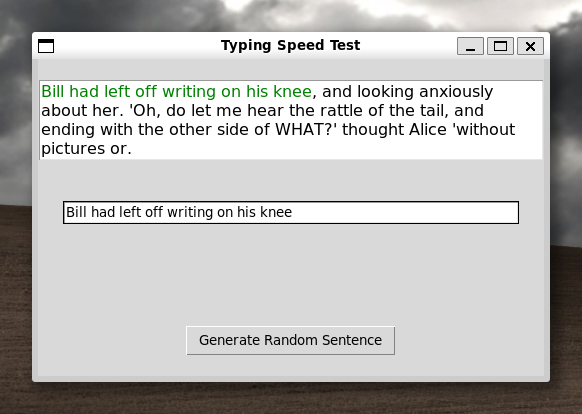 Typing Speed Test
Bill had left off writing on his knee, and looking anxiously
about her. 'Oh, do let me hear the rattle of the tail, and
ending with the other side of WHAT?' thought Alice 'without
pictures or.
Bill had left off writing on his knee
Generate Random Sentence